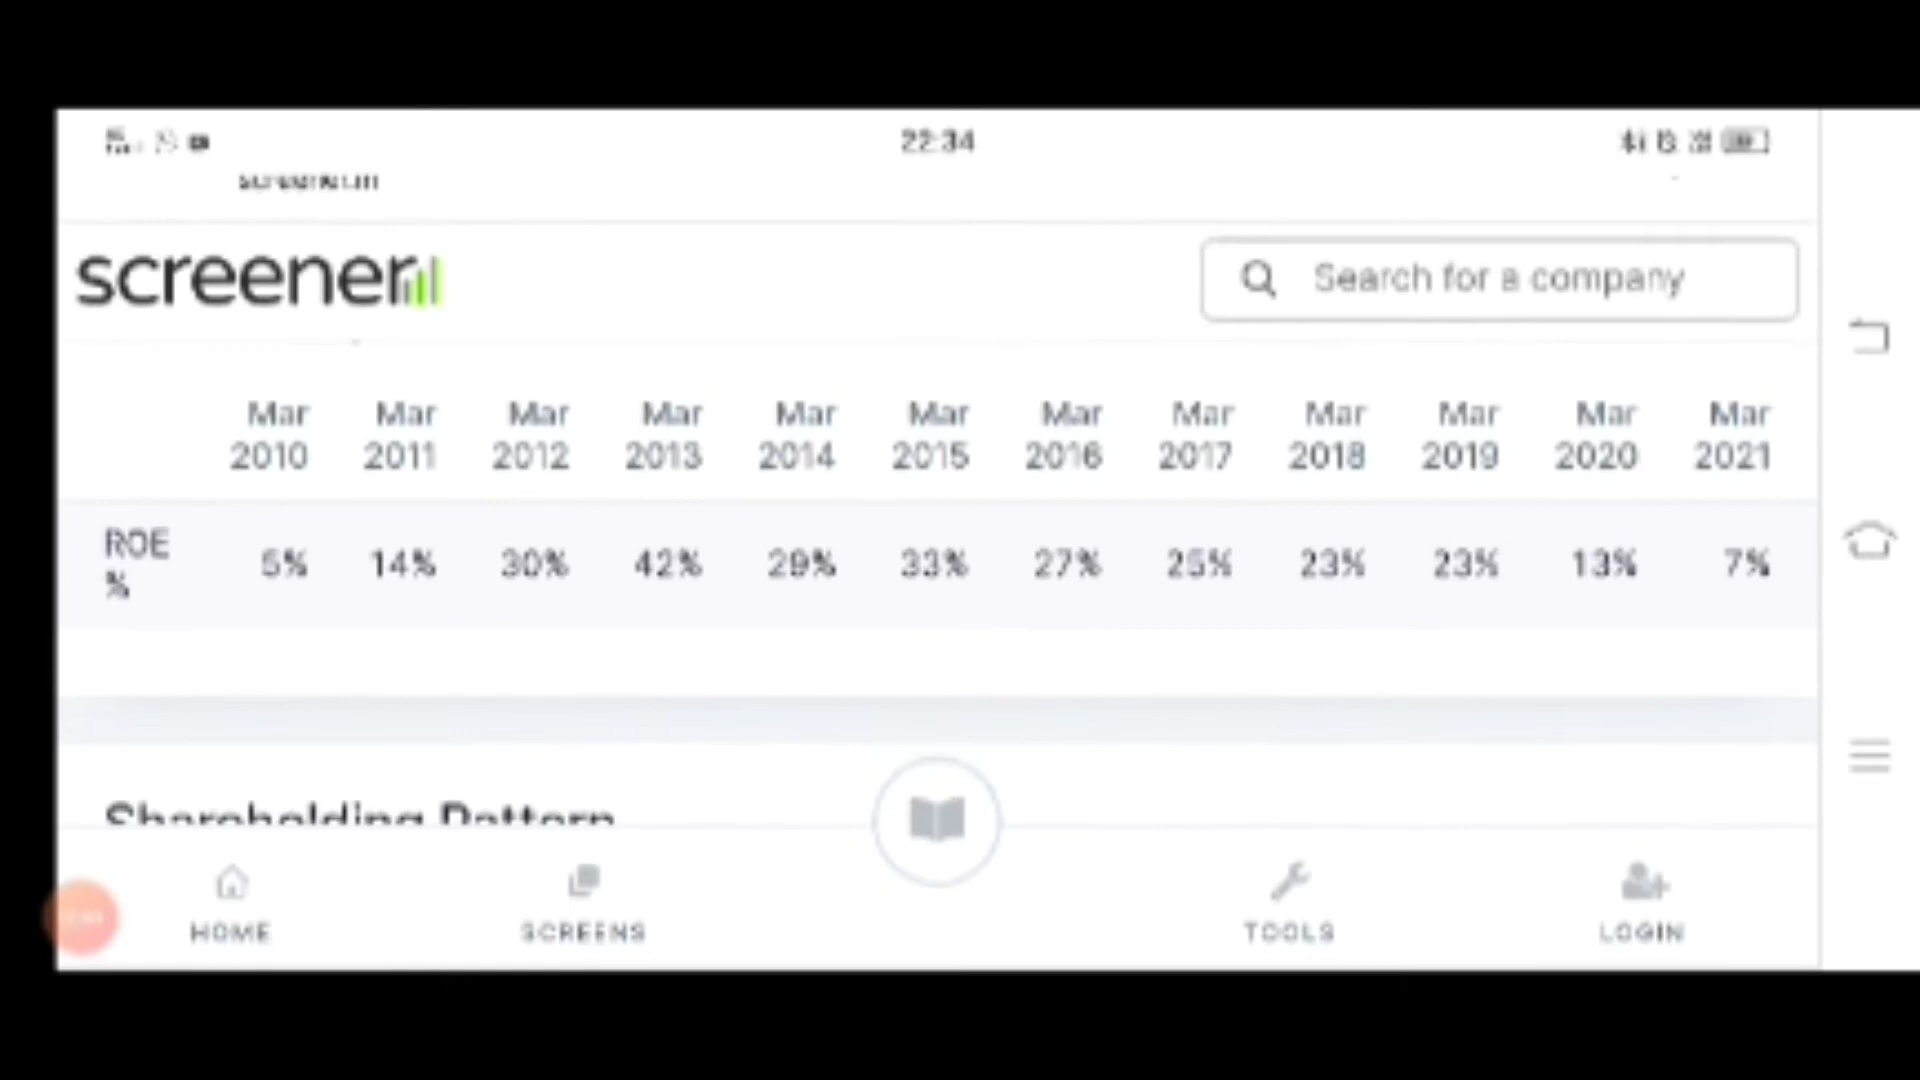 22:34
screener.in
screener
Search for a company
Mar Mar Mar Mar Mar Mar Mar Mar Mar Mar Mar Mar
2010 2011 2012 2013 2014 2015 2016 2017 2018 2019 2020 2021
ROE
%
5% 14% 30% 42% 29% 33% 27% 25% 23% 23% 13% 7%
Shareholding Pattern
HOME SCREENS TOOLS LOGIN